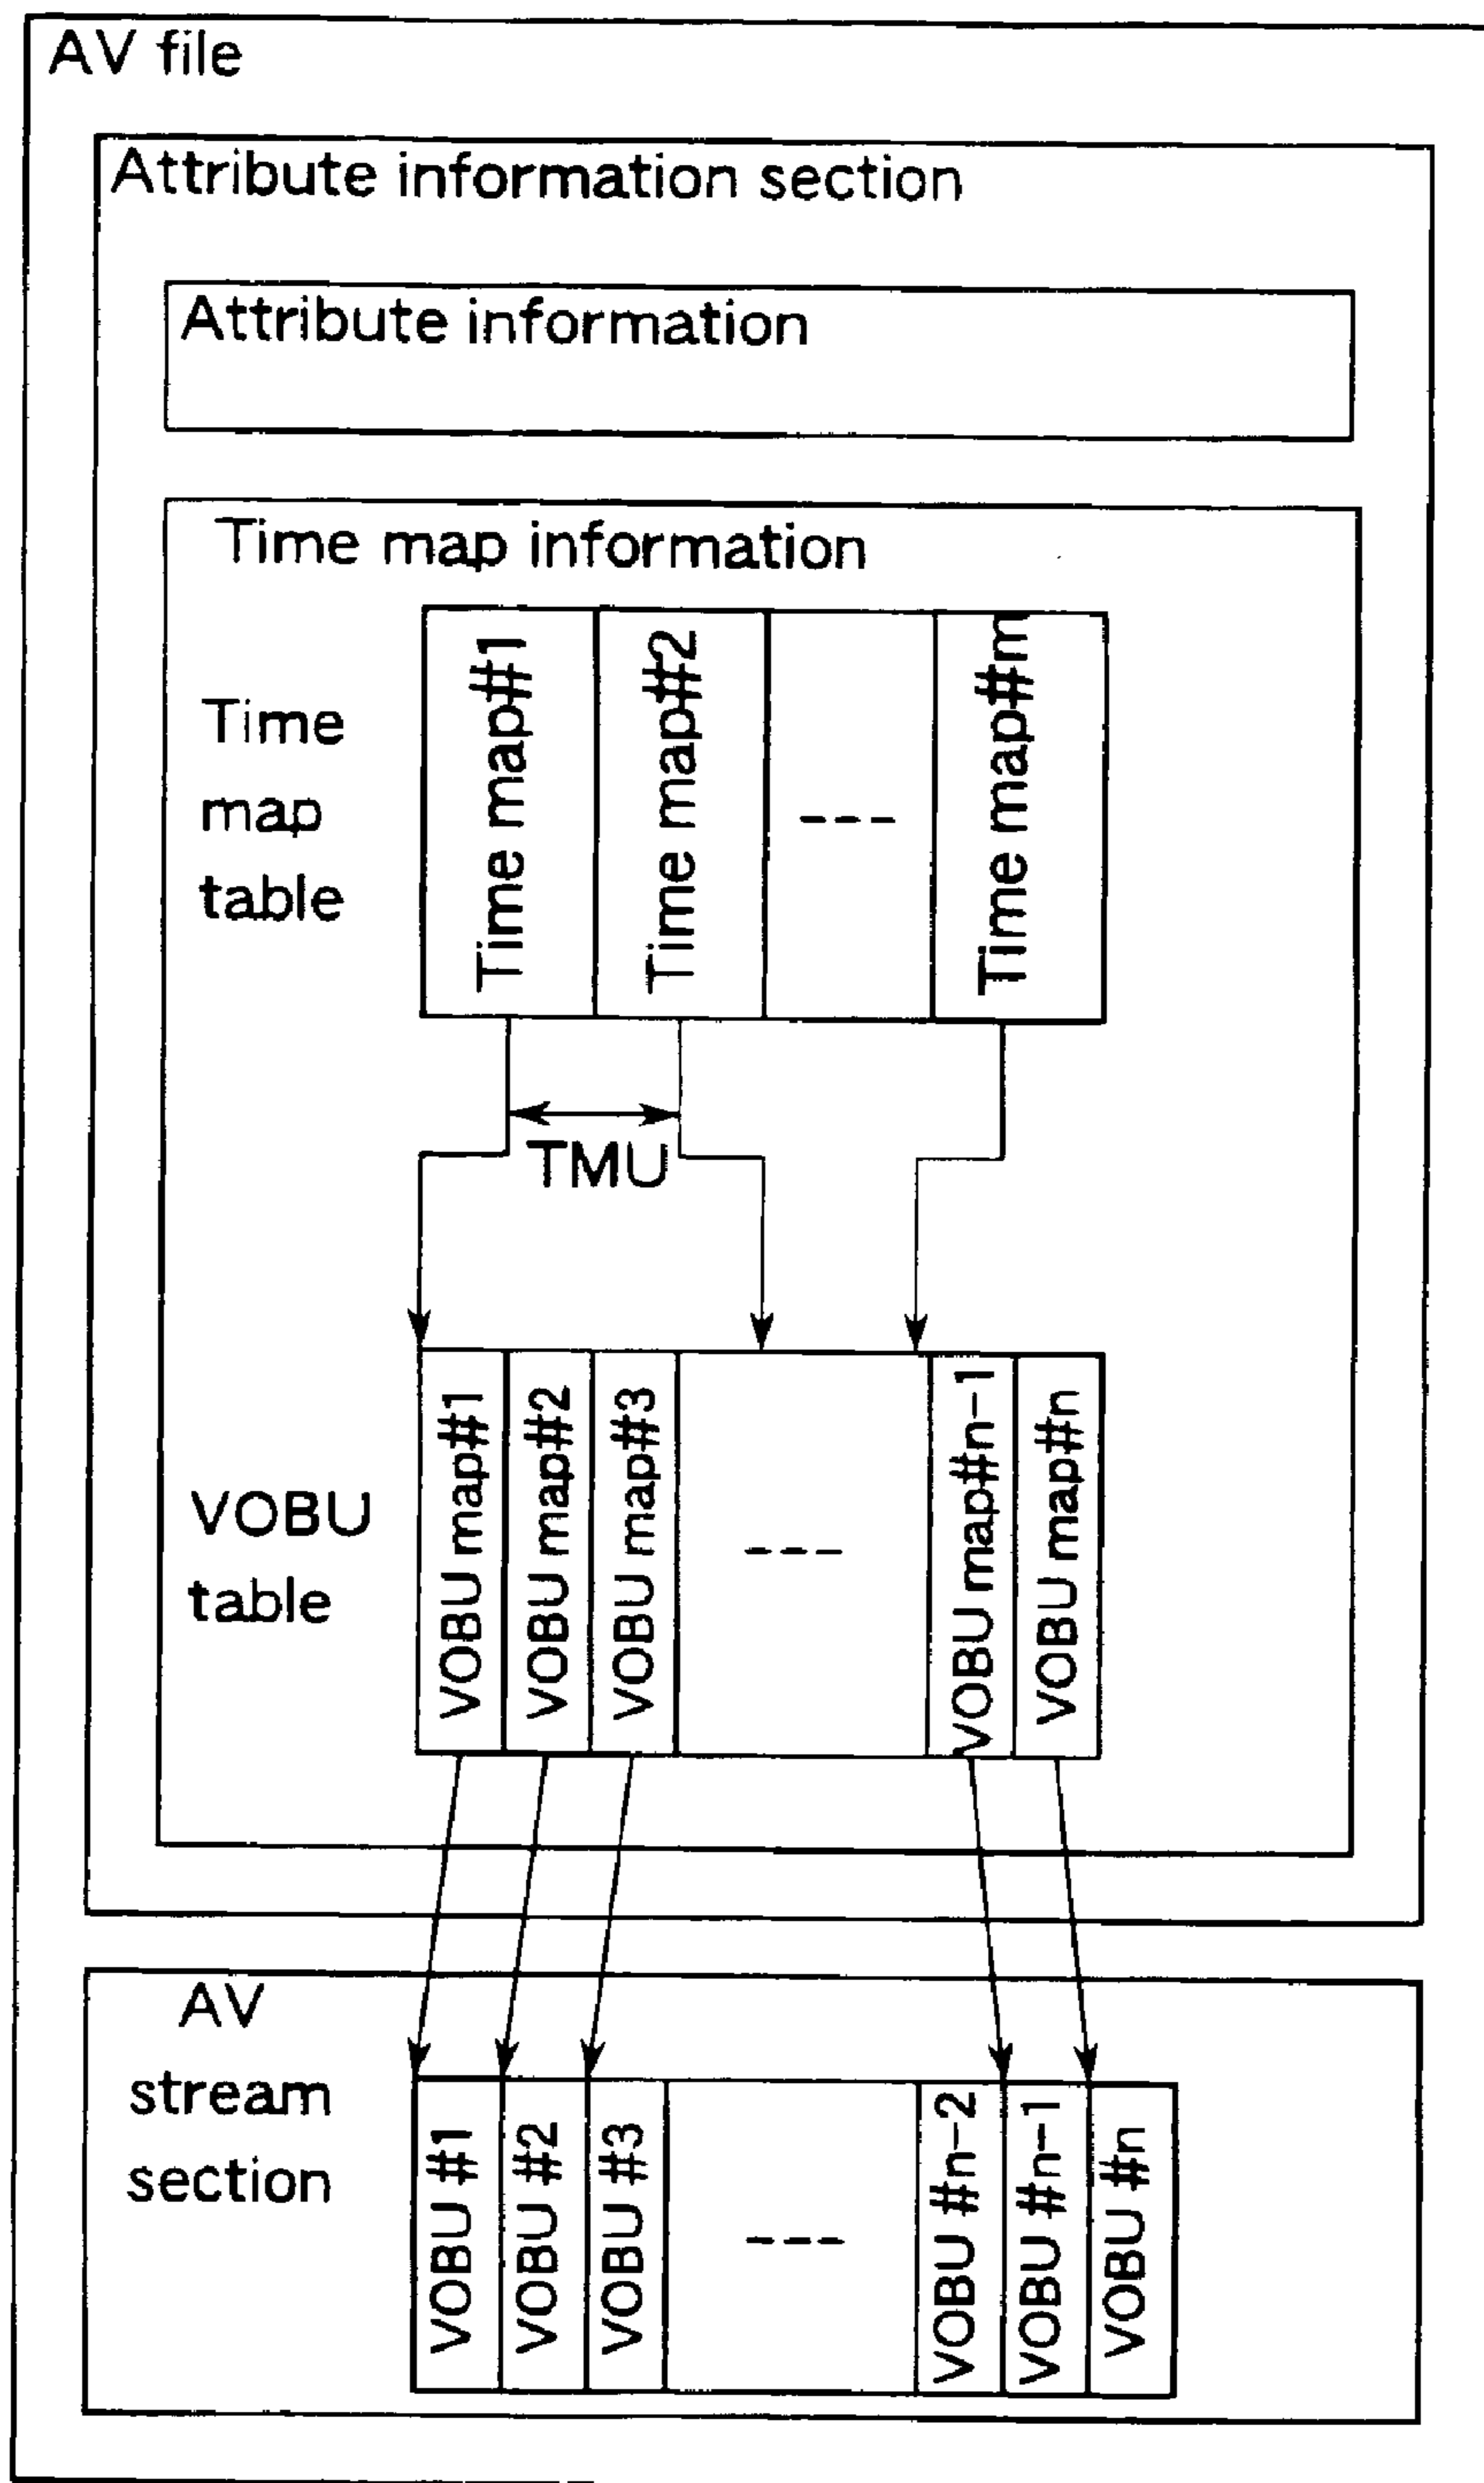 AV file
Attribute information section
Attribute information
Time map information
Time
map
table
Time map#1
Time map#2
---
Time map#m
TMU
VOBU
table
VOBU map#1
VOBU map#2
VOBU map#3
---
VOBU map#n-1
VOBU map#n
AV
stream
section
VOBU #1
VOBU #2
VOBU #3
---
VOBU #n-2
VOBU #n-1
VOBU #n